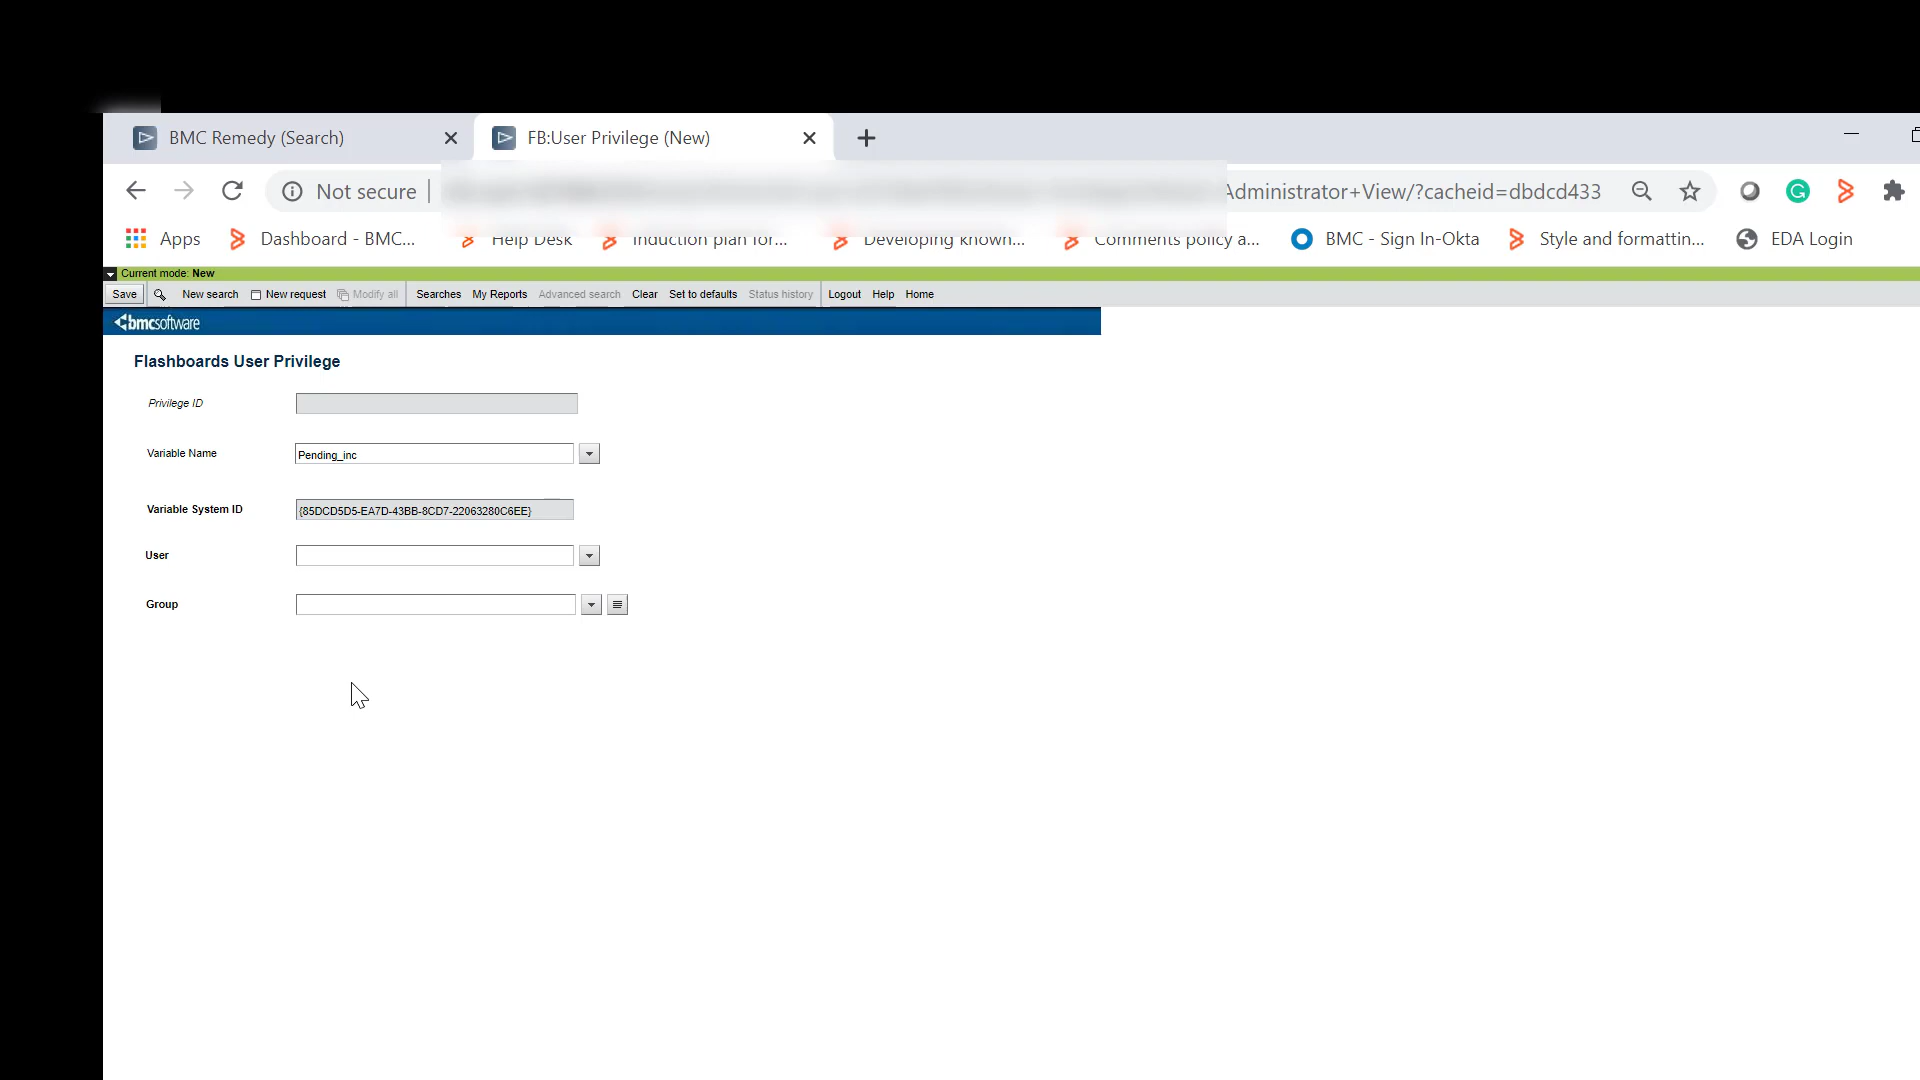 BMC Remedy (Search)
FB:User Privilege (New)
Not secure
Administrator+View/?cacheid=dbdcd433
Apps
Dashboard - BMC...
Help Desk
Induction plan for...
Developing known...
Comments policy a...
BMC - Sign In-Okta
Style and formattin...
EDA Login
Current mode: New
Save
New search
New request
Modify all
Searches
My Reports
Advanced search
Clear
Set to defaults
Status history
Logout
Help
Home
bmcsoftware
Flashboards User Privilege
Privilege ID
Variable Name
Pending_inc
Variable System ID
{85DCD5D5-EA7D-43BB-8CD7-22063280C6EE}
User
Group